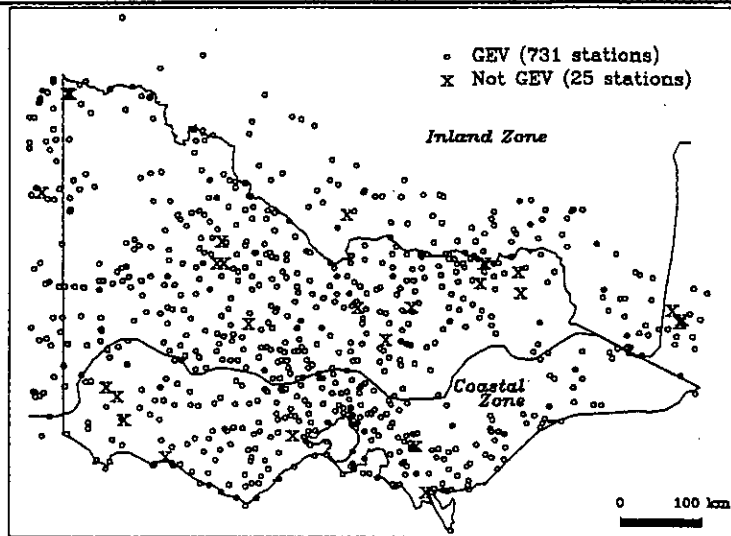 o GEV (731 stations)
X Not GEV (25 stations)
Inland Zone
Coastal
Zone
0 100 km